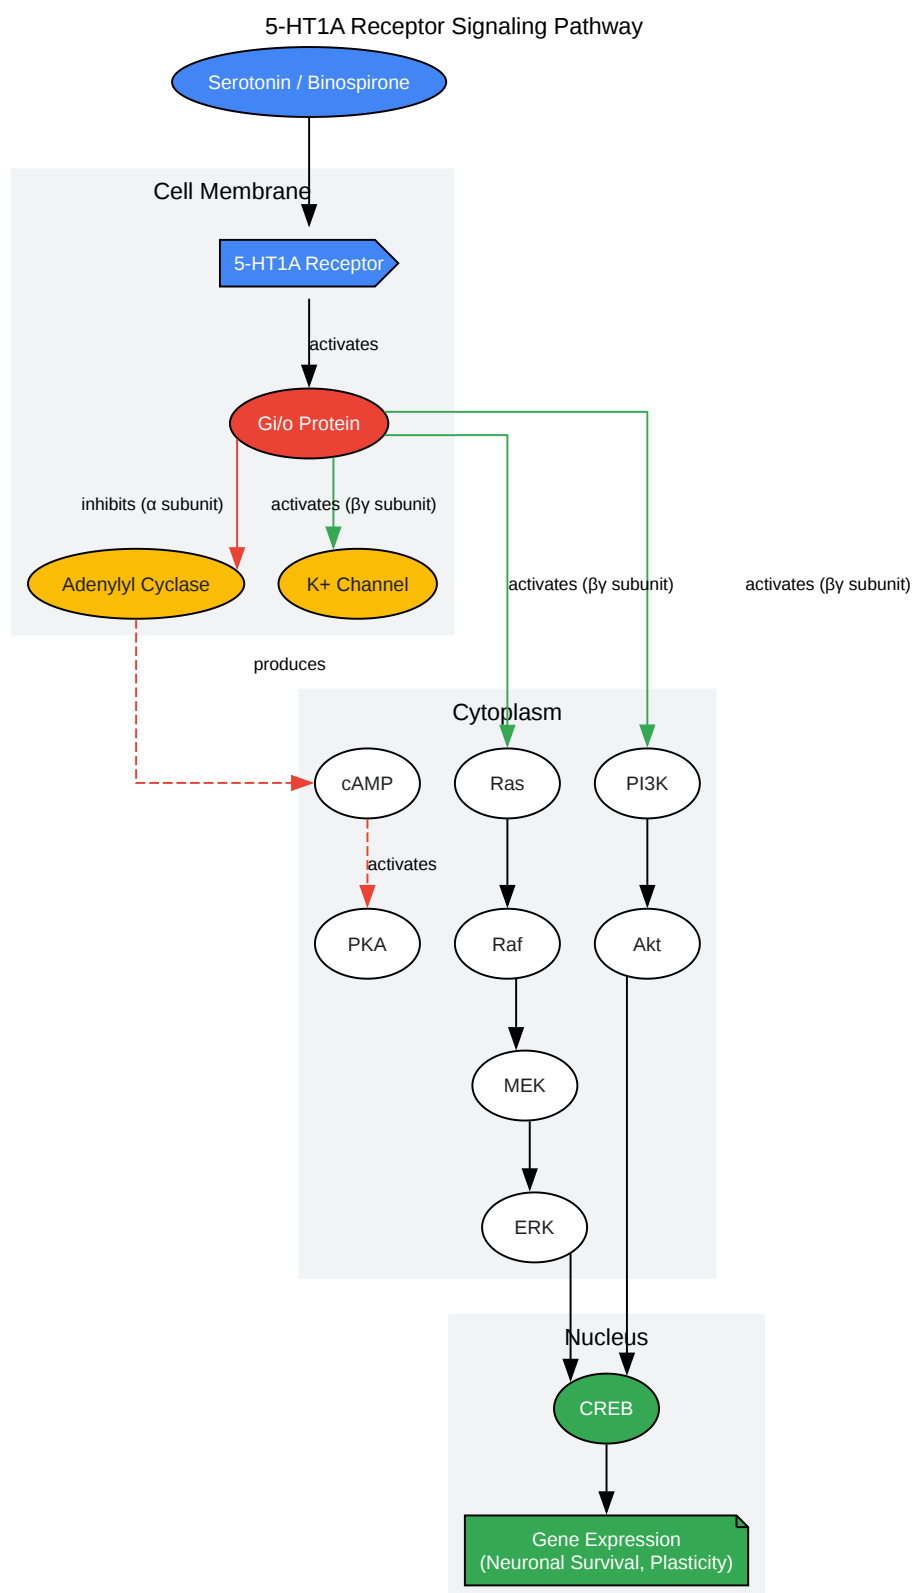 5-HT1A Receptor Signaling Pathway
Serotonin / Binospirone
Cell Membrane
5-HT1A Receptor
activates
Gi/o Protein
inhibits (α subunit)
activates (βγ subunit)
Adenylyl Cyclase
K+ Channel
activates (βγ subunit)
activates (βγ subunit)
produces
Cytoplasm
cAMP
Ras
PI3K
activates
PKA
Raf
Akt
MEK
ERK
Nucleus
CREB
Gene Expression
(Neuronal Survival, Plasticity)